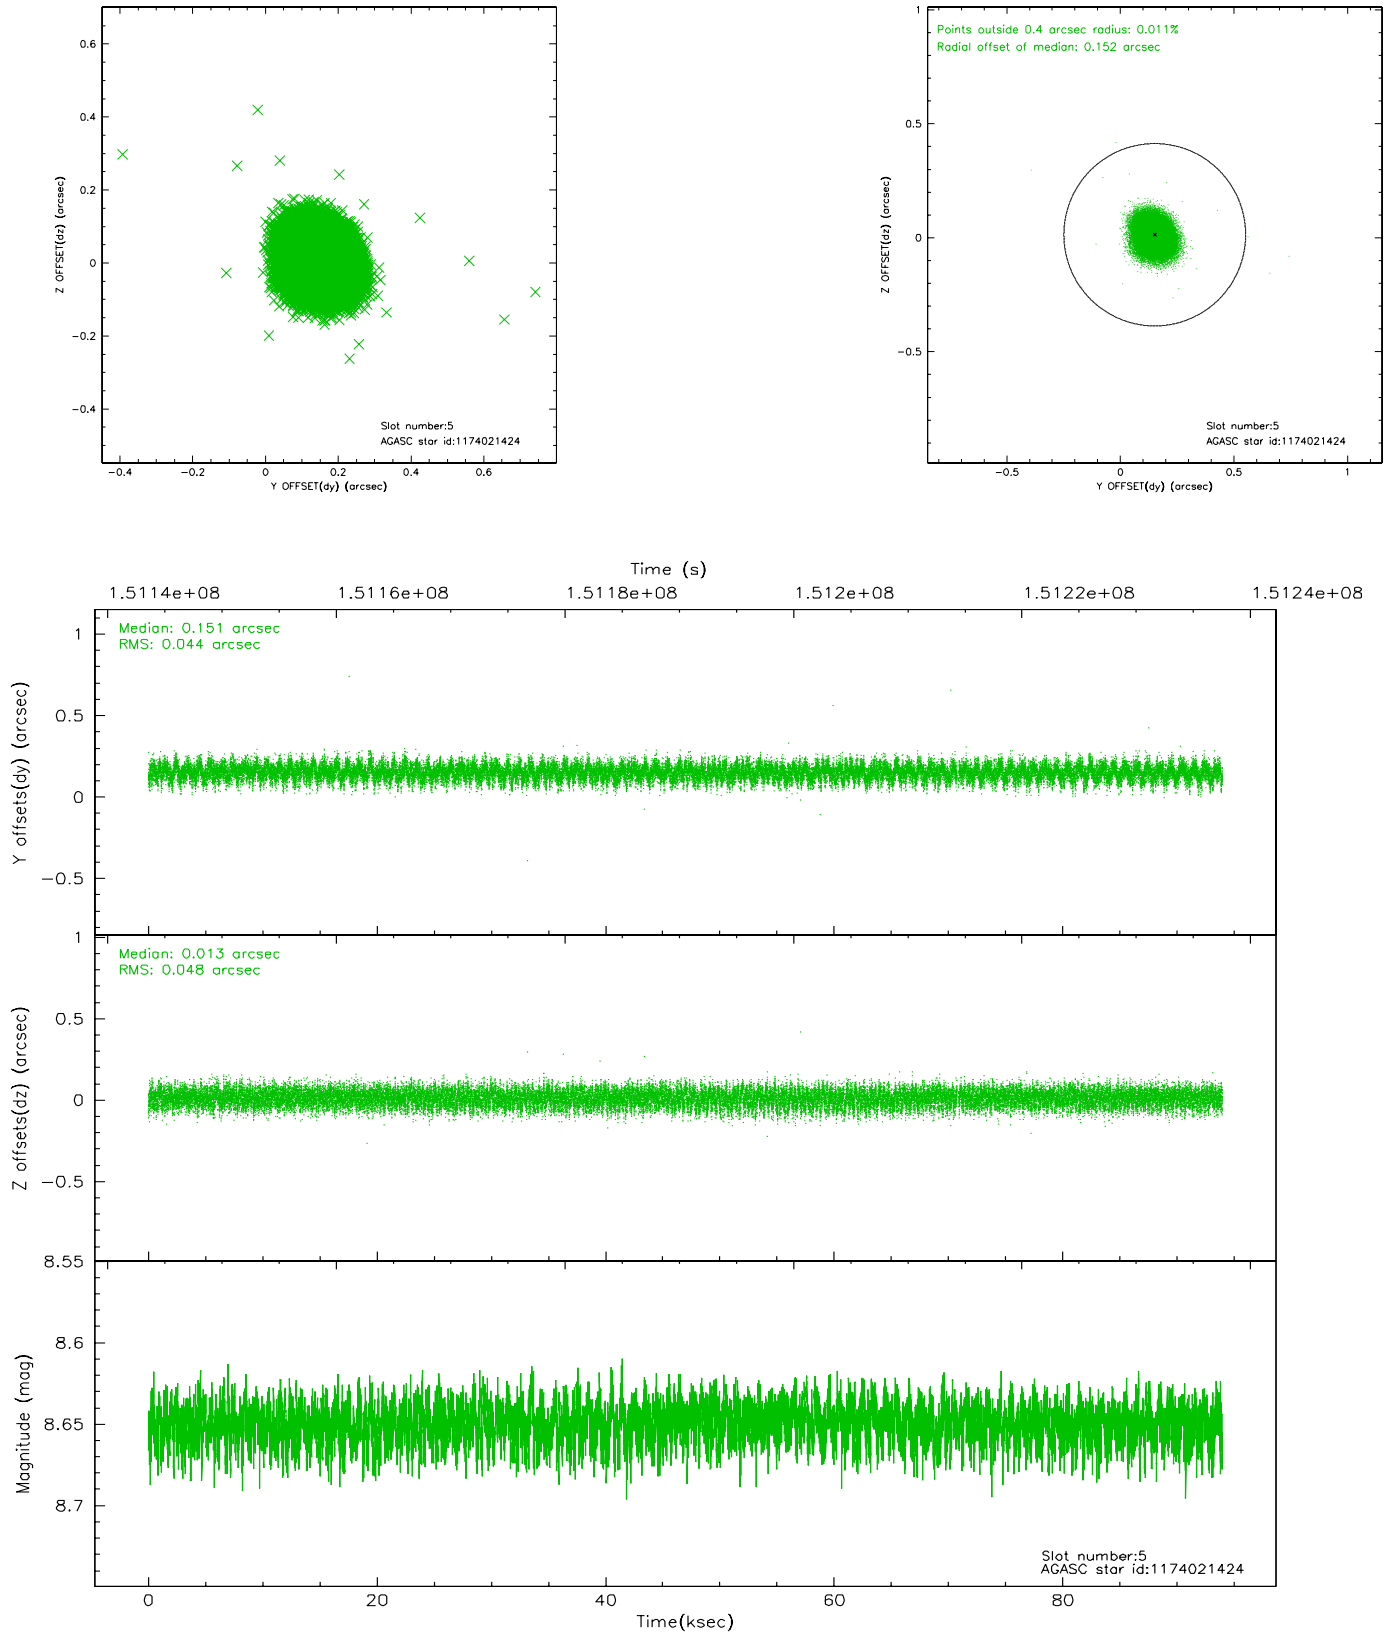 0.6
0.4
0.2
0
−0.2
−0.4
Z OFFSET(dz) (arcsec)
−0.4 −0.2 0 0.2 0.4 0.6
Y OFFSET(dy) (arcsec)
Slot number:5
AGASC star id:1174021424
Points outside 0.4 arcsec radius: 0.011%
Radial offset of median: 0.152 arcsec
1
0.5
0
−0.5
Z OFFSET(dz) (arcsec)
−0.5 0 0.5 1
Y OFFSET(dy) (arcsec)
Slot number:5
AGASC star id:1174021424
Time (s)
1.5114e+08 1.5116e+08 1.5118e+08 1.512e+08 1.5122e+08 1.5124e+08
Median: 0.151 arcsec
RMS: 0.044 arcsec
1
0.5
0
−0.5
Y offsets(dy) (arcsec)
Median: 0.013 arcsec
RMS: 0.048 arcsec
1
0.5
0
−0.5
Z offsets(dz) (arcsec)
8.55
8.6
8.65
8.7
Magnitude (mag)
Slot number:5
AGASC star id:1174021424
0 20 40 60 80
Time(ksec)